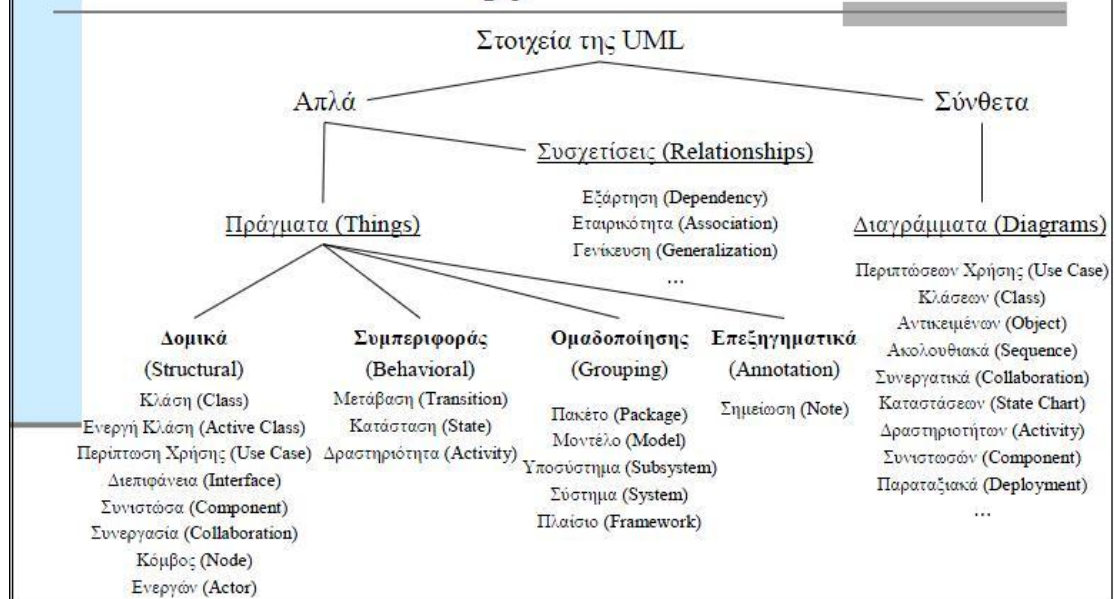 Στοιχεία της UML
Απλά
Σύνθετα
Συσχετίσεις (Relationships)
Εξάρτηση (Dependency)
Εταιρικότητα (Association)
Γενίκευση (Generalization)
...
Πράγματα (Things)
Δομικά
(Structural)
Κλάση (Class)
Ενεργή Κλάση (Active Class)
Περίπτωση Χρήσης (Use Case)
Διεπιφάνεια (Interface)
Συνιστώσα (Component)
Συνεργασία (Collaboration)
Κόμβος (Node)
Ενεργών (Actor)
Συμπεριφοράς
(Behavioral)
Μετάβαση (Transition)
Κατάσταση (State)
Δραστηριότητα (Activity)
Ομαδοποίησης
(Grouping)
Πακέτο (Package)
Μοντέλο (Model)
Υποσύστημα (Subsystem)
Σύστημα (System)
Πλαίσιο (Framework)
Επεξηγηματικά
(Annotation)
Σημείωση (Note)
Διαγράμματα (Diagrams)
Περιπτώσεων Χρήσης (Use Case)
Κλάσεων (Class)
Αντικειμένων (Object)
Ακολουθιακά (Sequence)
Συνεργατικά (Collaboration)
Καταστάσεων (State Chart)
Δραστηριοτήτων (Activity)
Συνιστωσών (Component)
Παραταξιακά (Deployment)
...